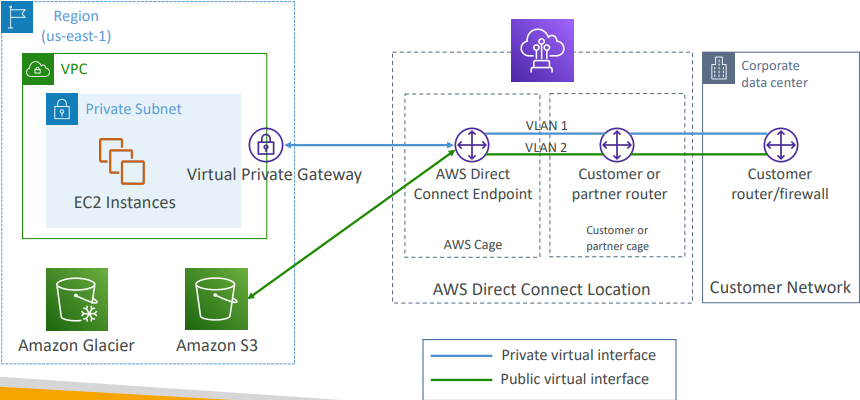 Region
(us-east-1)
VPC
Private Subnet
EC2 Instances
Virtual Private Gateway
Amazon Glacier
Amazon S3
VLAN 1
VLAN 2
AWS Direct
Connect Endpoint
AWS Cage
Customer or
partner router
Customer or
partner cage
AWS Direct Connect Location
Corporate
data center
Customer
router/firewall
Customer Network
Private virtual interface
Public virtual interface